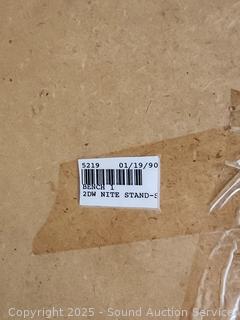 5219 01/19/90
BENCH 1
2DW NITE STAND-S
Copyright 2025 - Sound Auction Service